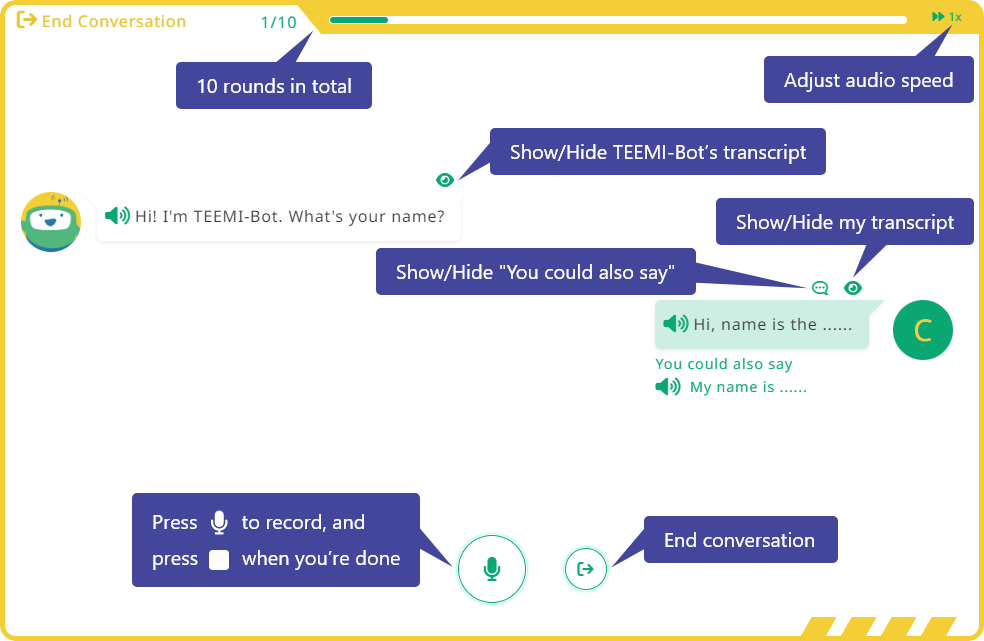 End Conversation
1/10
1x
10 rounds in total
Adjust audio speed
Show/Hide TEEMI-Bot’s transcript
Hi! I'm TEEMI-Bot. What's your name?
Show/Hide my transcript
Show/Hide "You could also say"
Hi, name is the ......
C
You could also say
My name is ......
Press to record, and
press when you’re done
End conversation